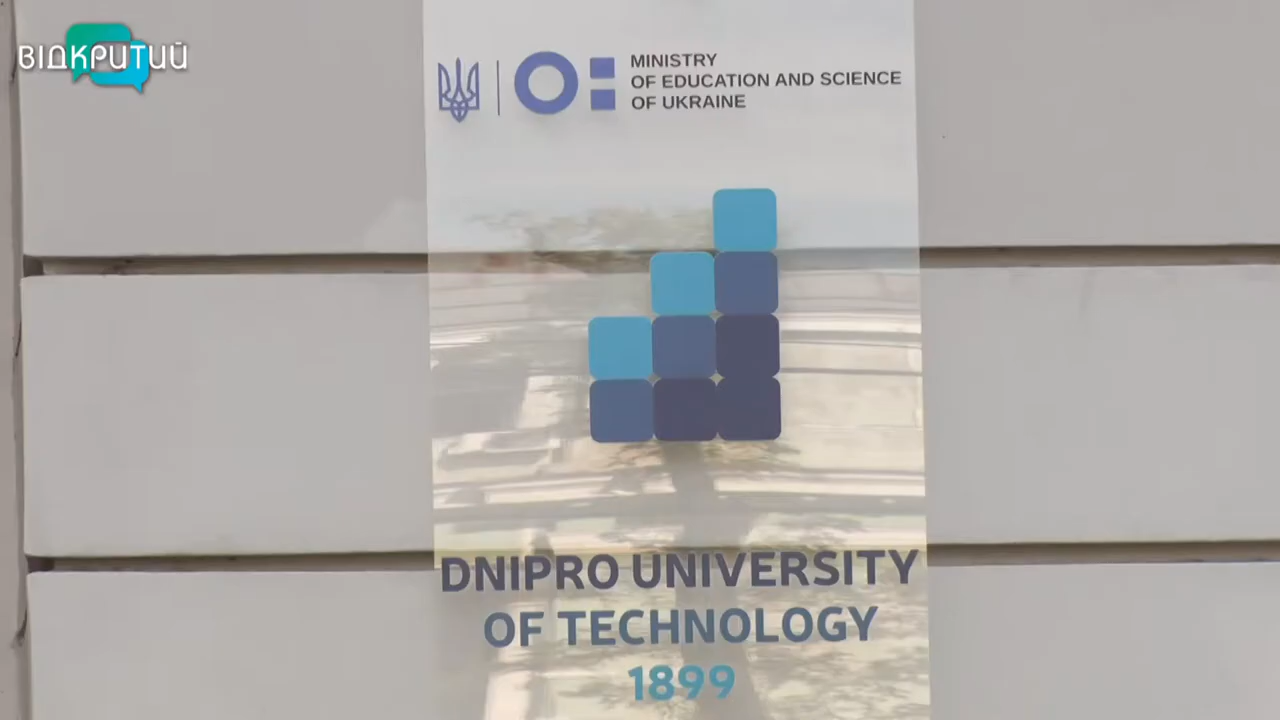 ВІДКРИТИЙ
MINISTRY
OF EDUCATION AND SCIENCE
OF UKRAINE
DNIPRO UNIVERSITY
OF TECHNOLOGY
1899